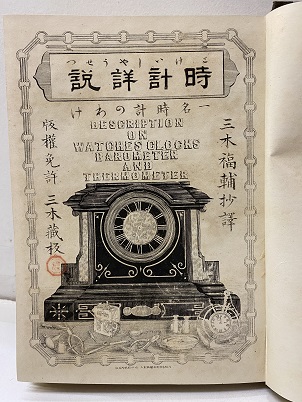 とけいしやうせつ
時計詳説
一名時計のわけ
DESCRIPTION
ON
WATCHES CLOCKS
BAROMETER
AND
THERMOMETER
三木福輔抄譯
版權免許 三木藏板